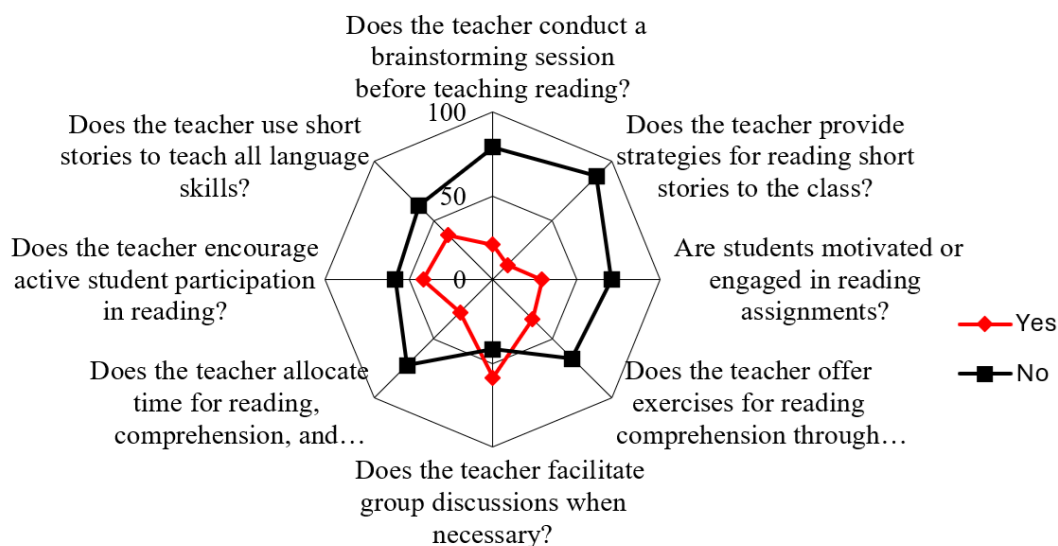 Does the teacher conduct a
brainstorming session
before teaching reading?
100
50
0
Does the teacher provide
strategies for reading short
stories to the class?
Are students motivated or
engaged in reading
assignments?
Does the teacher offer
exercises for reading
comprehension through…
Does the teacher facilitate
group discussions when
necessary?
Does the teacher allocate
time for reading,
comprehension, and…
Does the teacher encourage
active student participation
in reading?
Does the teacher use short
stories to teach all language
skills?
Yes
No